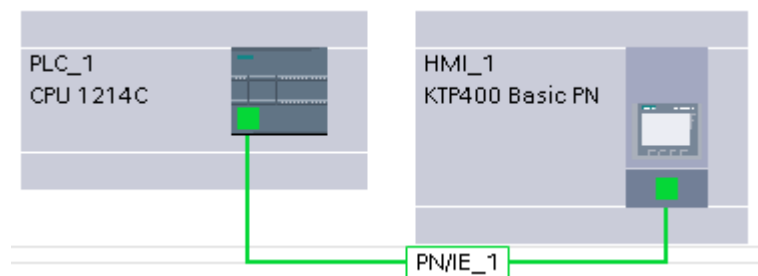 PLC_1
CPU 1214C
HMI_1
KTP400 Basic PN
PN/IE_1